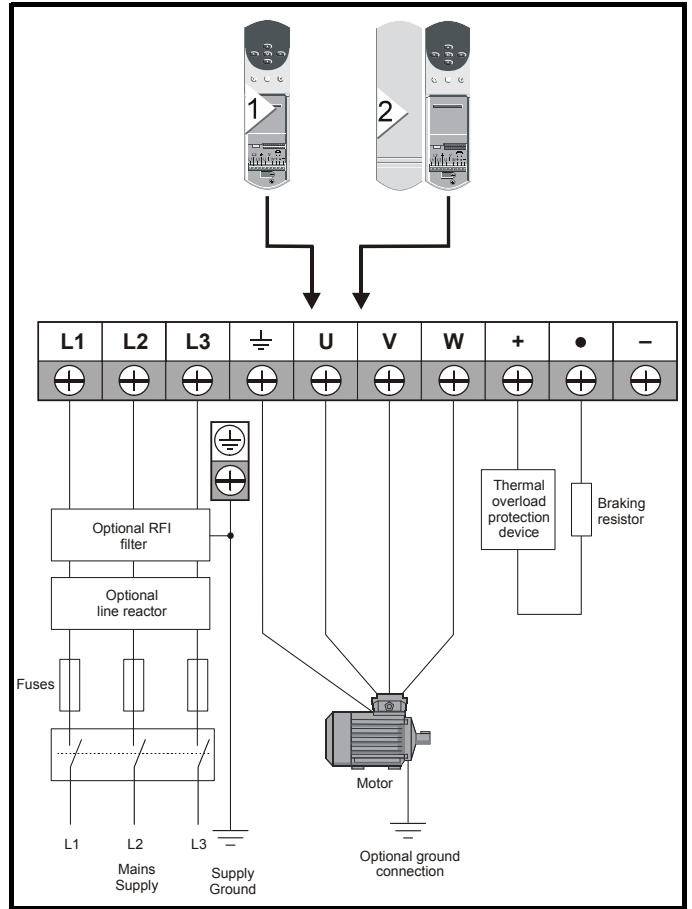 1
2
L1 L2 L3 U V W + • –
Thermal
overload
protection
device
Braking
resistor
Optional RFI
filter
Optional
line reactor
Fuses
Motor
L1 L2 L3
Mains
Supply
Supply
Ground
Optional ground
connection